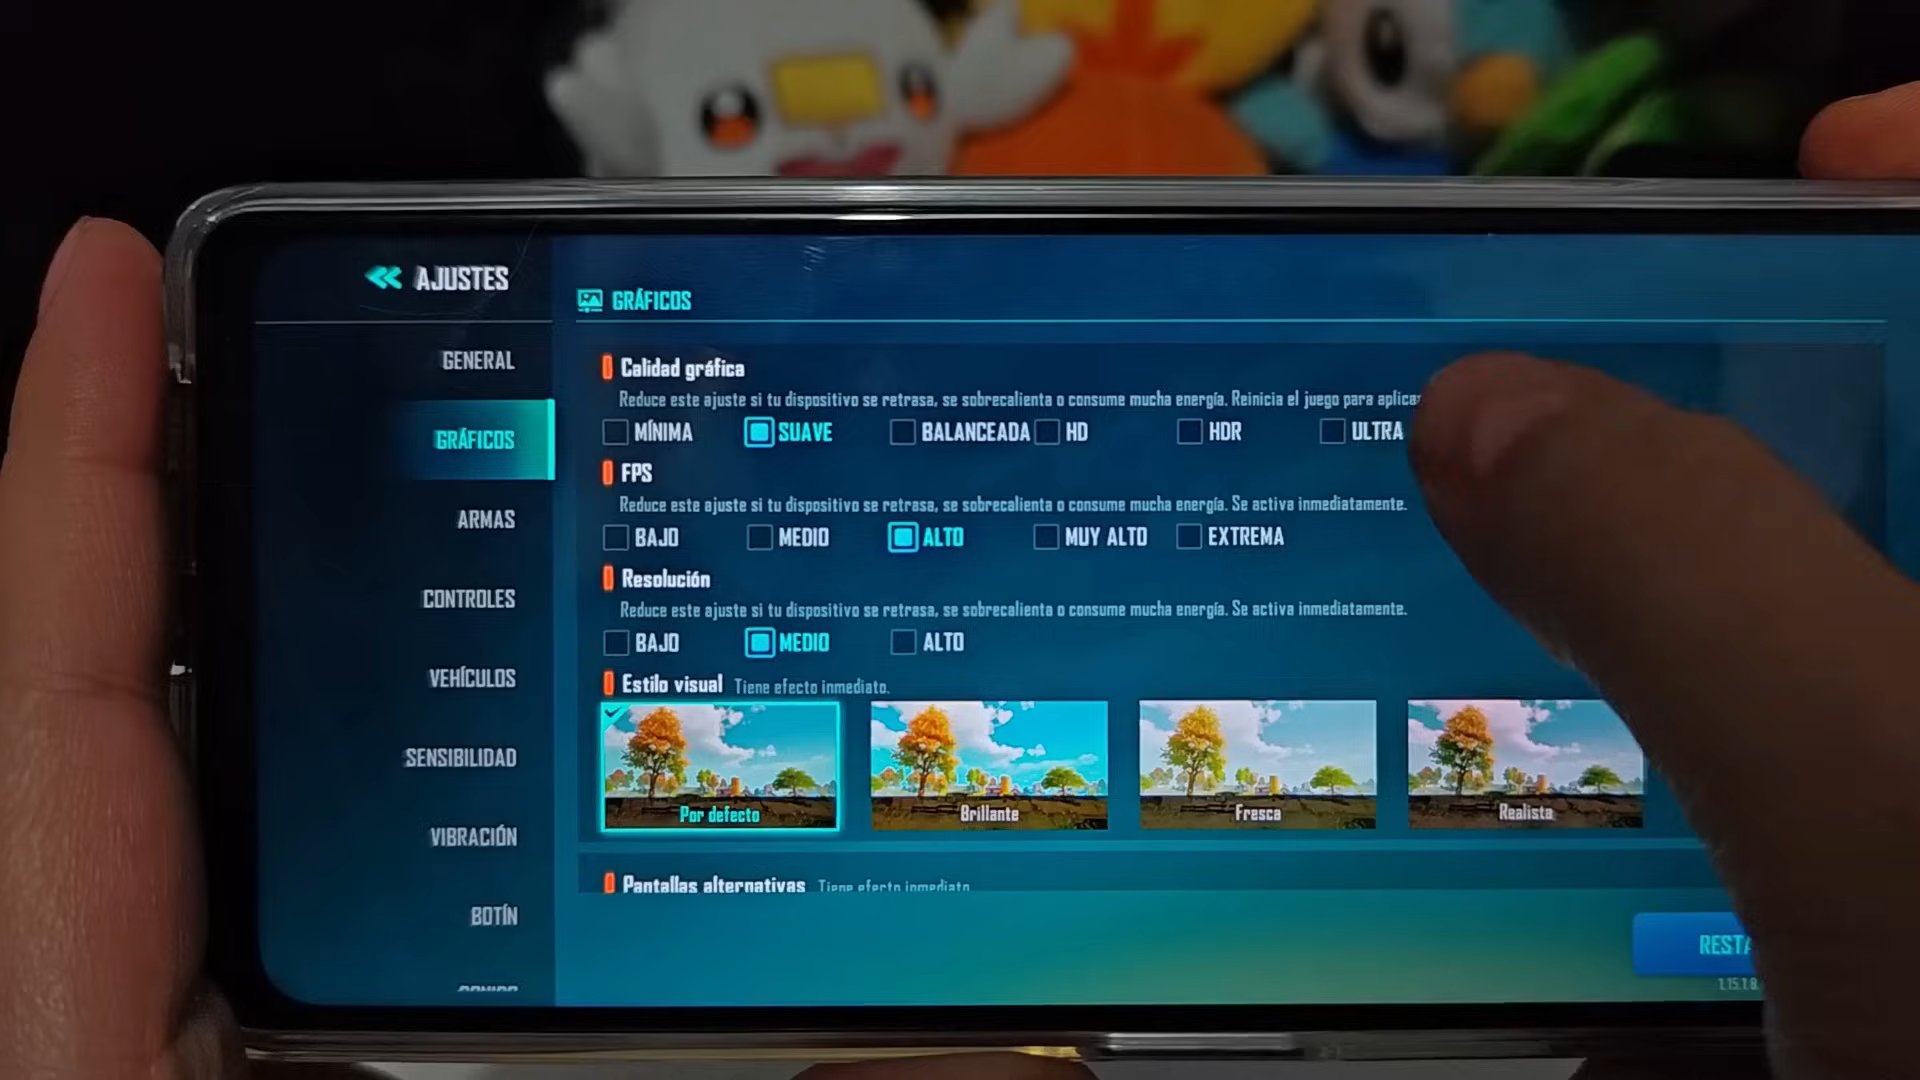 AJUSTES
GENERAL
GRÁFICOS
ARMAS
CONTROLES
VEHÍCULOS
SENSIBILIDAD
VIBRACIÓN
BOTÍN
GRÁFICOS
Calidad gráfica
Reduce este ajuste si tu dispositivo se retrasa, se sobrecalienta o consume mucha energía. Reinicia el juego para
MÍNIMA SUAVE BALANCEADA HD HDR ULTRA
FPS
Reduce este ajuste si tu dispositivo se retrasa, se sobrecalienta o consume mucha energía. Se activa inmediatamente.
BAJO MEDIO ALTO MUY ALTO EXTREMA
Resolución
Reduce este ajuste si tu dispositivo se retrasa, se sobrecalienta o consume mucha energía. Se activa inmediatamente.
BAJO MEDIO ALTO
Estilo visual Tiene efecto inmediato.
Por defecto Brillante Fresca Realista
Pantallas alternativas Tiene efecto inmediato